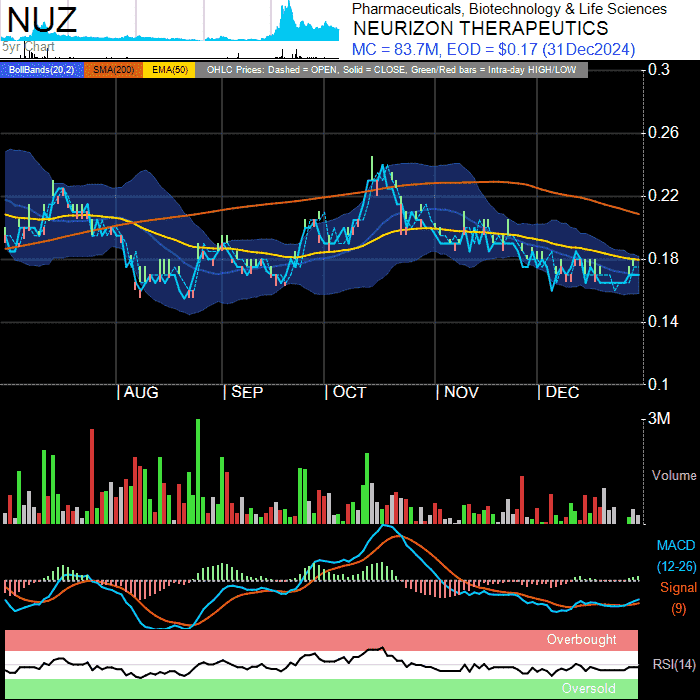 NUZ
5yr Chart
Pharmaceuticals, Biotechnology & Life Sciences
NEURIZON THERAPEUTICS
MC = 83.7M, EOD = $0.17 (31Dec2024)
BollBands(20,2) SMA(200) EMA(50) OHLC Prices: Dashed = OPEN, Solid = CLOSE, Green/Red bars = Intra-day HIGH/LOW
0.3
0.26
0.22
0.18
0.14
0.1
AUG SEP OCT NOV DEC
3M
Volume
MACD
(12-26)
Signal
(9)
Overbought
RSI(14)
Oversold